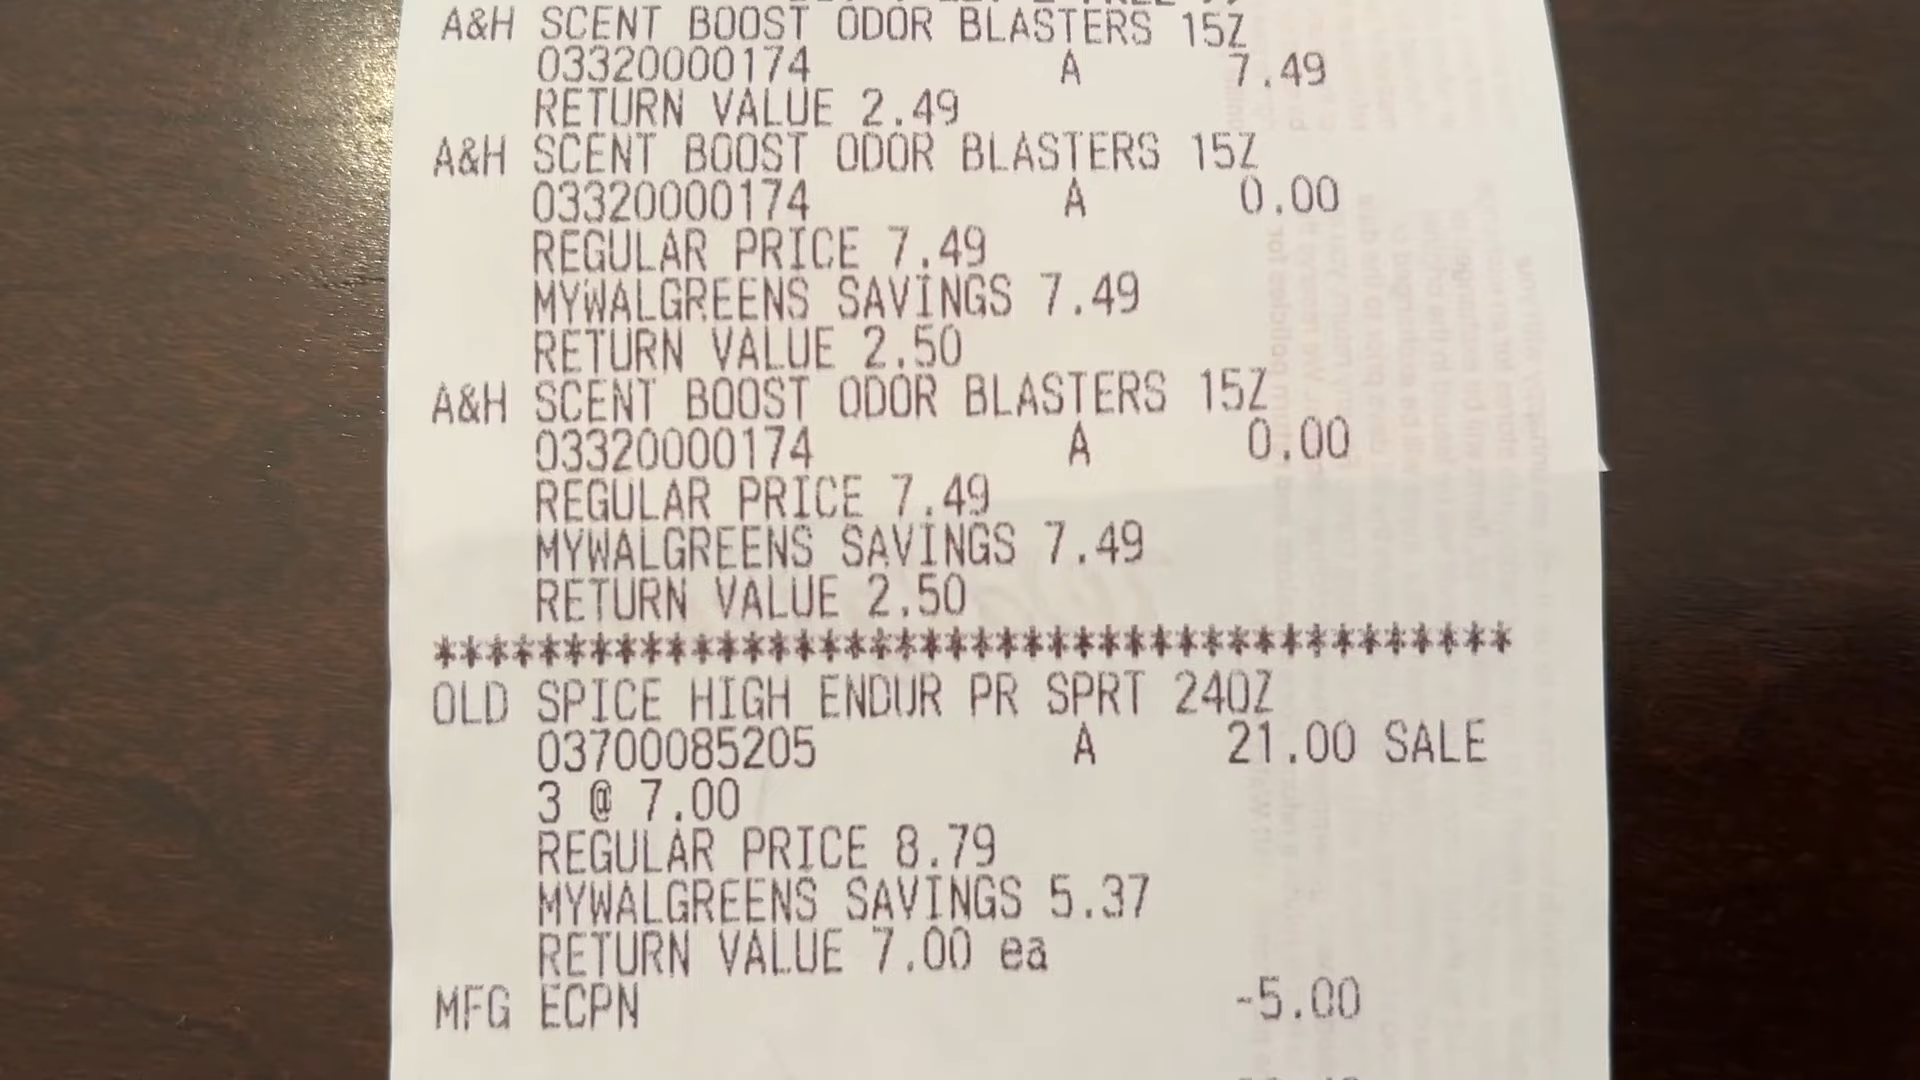 A&H SCENT BOOST ODOR BLASTERS 15Z
03320000174 A 7.49
RETURN VALUE 2.49
A&H SCENT BOOST ODOR BLASTERS 15Z
03320000174 A 0.00
REGULAR PRICE 7.49
MYWALGREENS SAVINGS 7.49
RETURN VALUE 2.50
A&H SCENT BOOST ODOR BLASTERS 15Z
03320000174 A 0.00
REGULAR PRICE 7.49
MYWALGREENS SAVINGS 7.49
RETURN VALUE 2.50
******************************************
OLD SPICE HIGH ENDUR PR SPRT 24OZ
03700085205 A 21.00 SALE
3 @ 7.00
REGULAR PRICE 8.79
MYWALGREENS SAVINGS 5.37
RETURN VALUE 7.00 ea
MFG ECPN -5.00